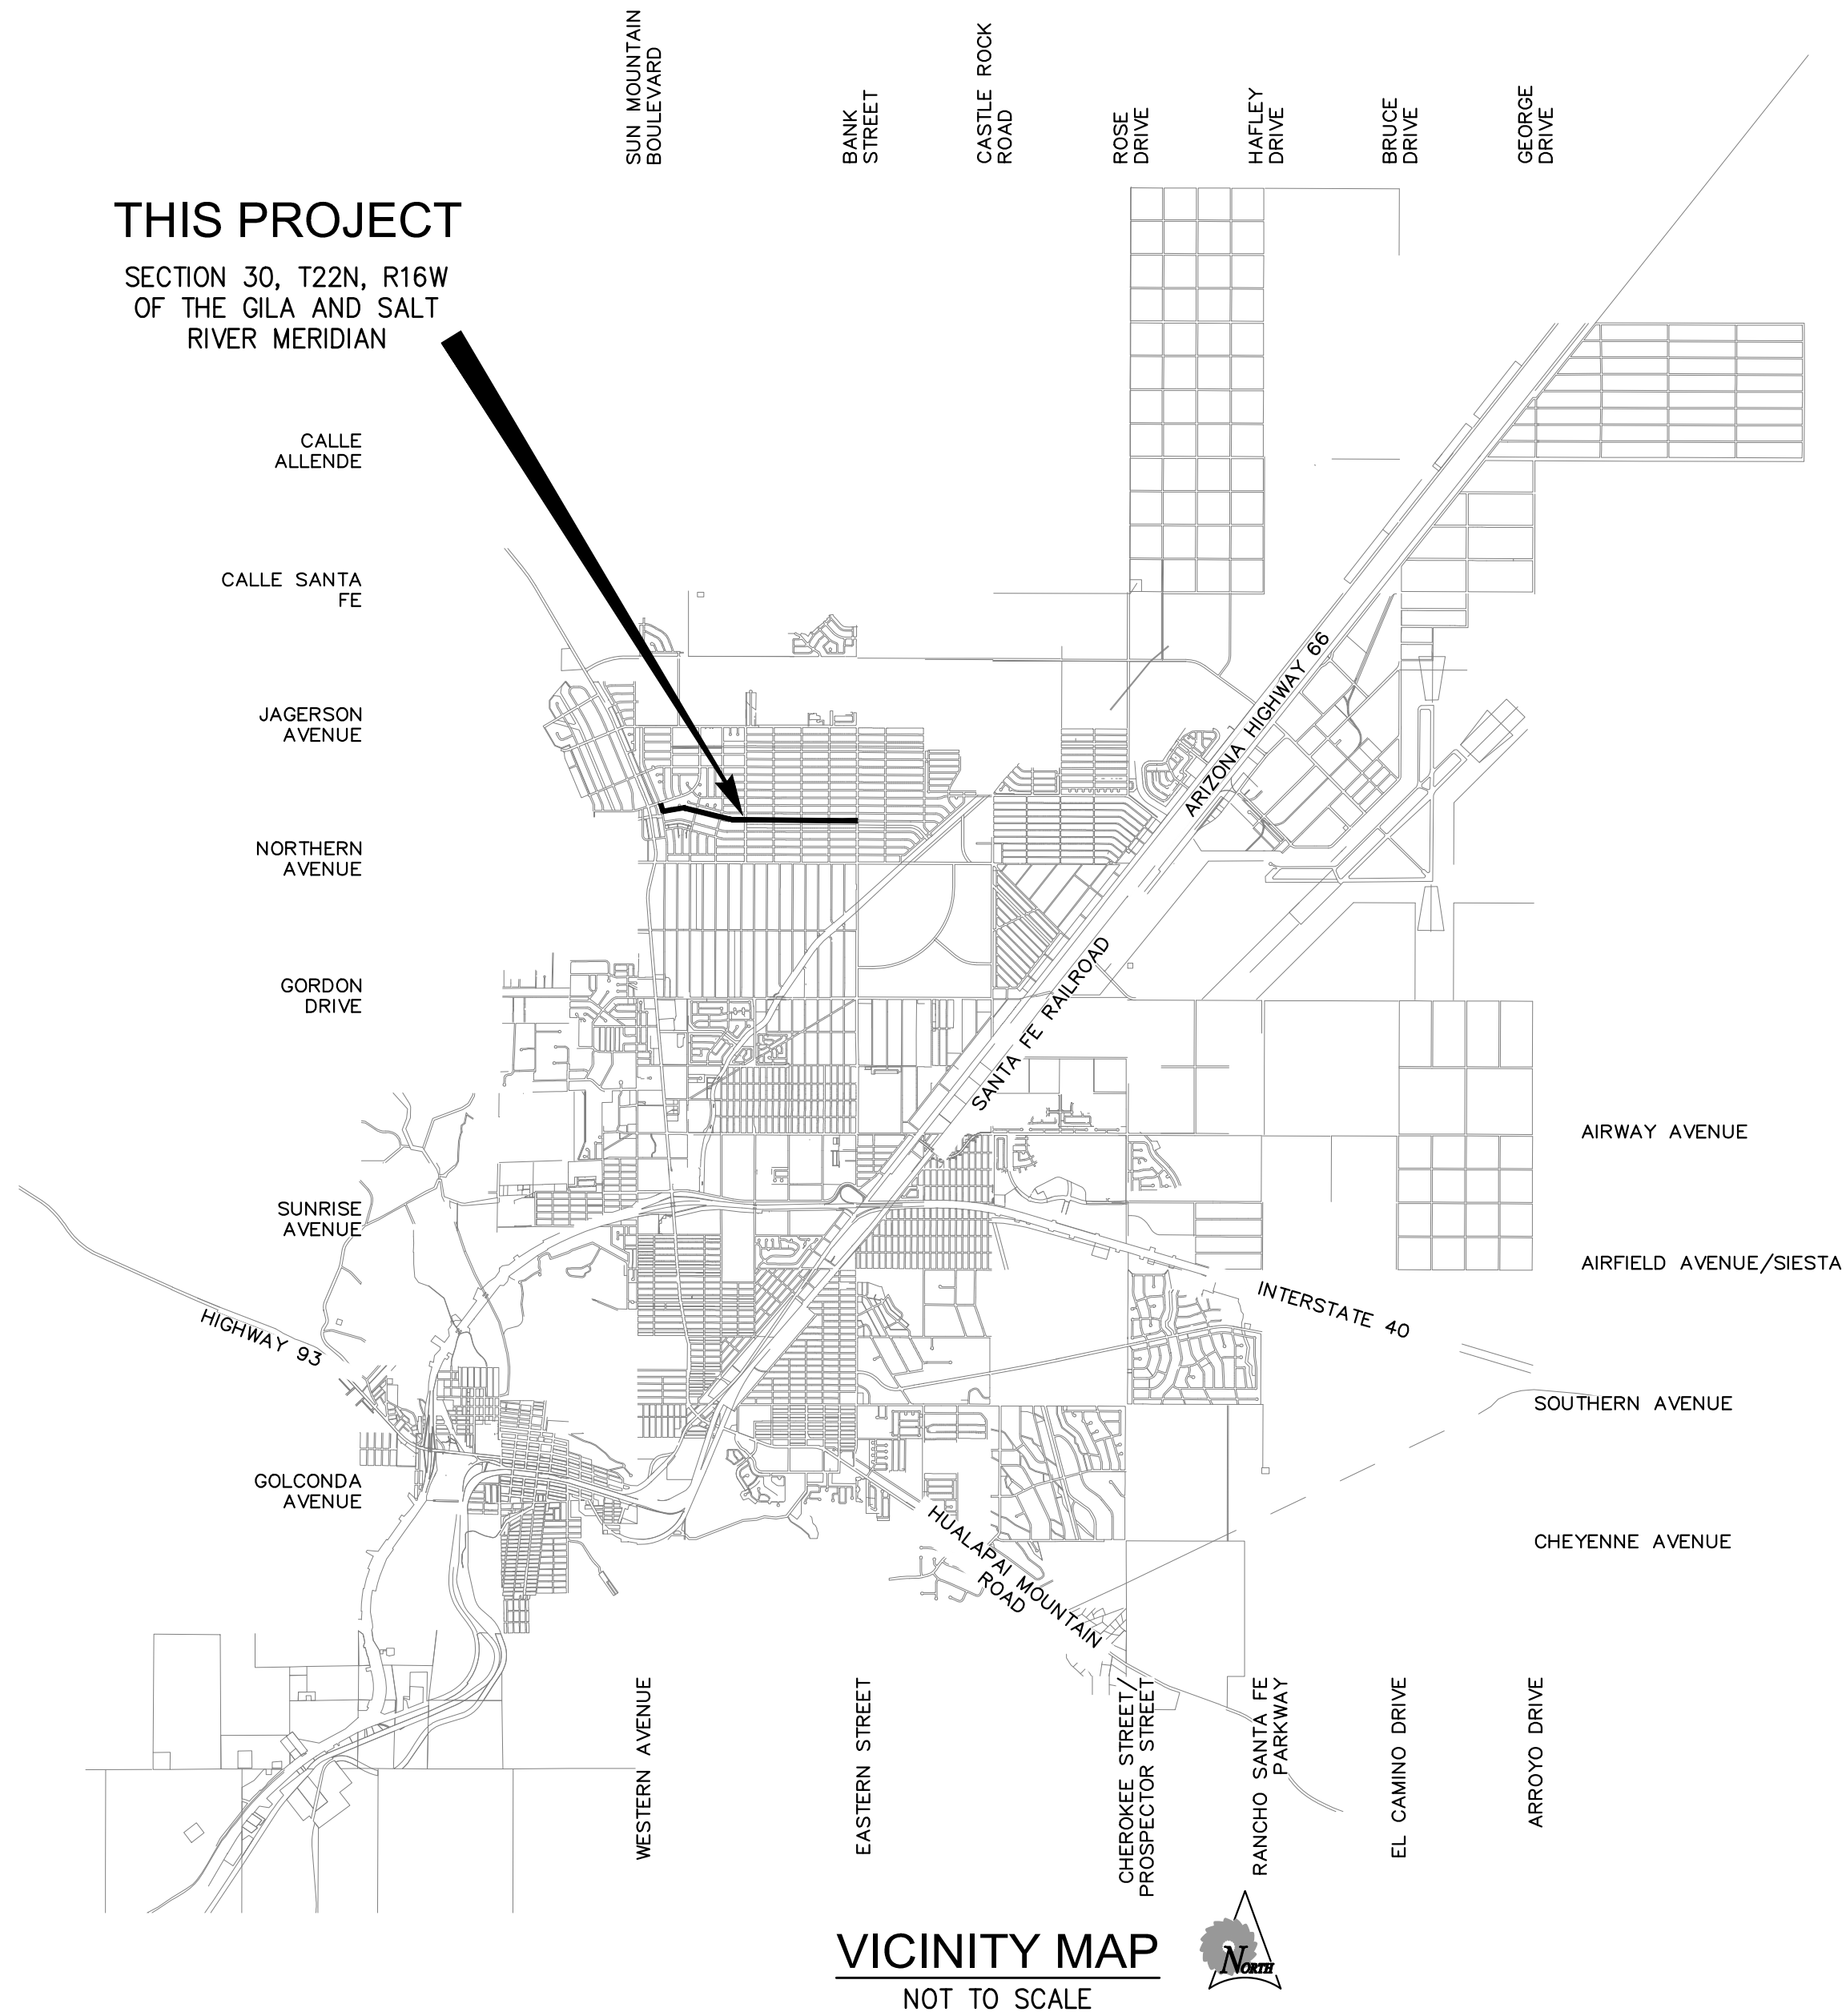 SUN MOUNTAIN
BOULEVARD
BANK
STREET
CASTLE ROCK
ROAD
ROSE
DRIVE
HAFLEY
DRIVE
BRUCE
DRIVE
GEORGE
DRIVE
THIS PROJECT
SECTION 30, T22N, R16W
OF THE GILA AND SALT
RIVER MERIDIAN
CALLE
ALLENDE
CALLE SANTA
FE
JAGERSON
AVENUE
NORTHERN
AVENUE
GORDON
DRIVE
SUNRISE
AVENUE
GOLCONDA
AVENUE
ARIZONA HIGHWAY 66
SANTA FE RAILROAD
HIGHWAY 93
INTERSTATE 40
HUALAPAI MOUNTAIN
ROAD
AIRWAY AVENUE
AIRFIELD AVENUE/SIESTA
SOUTHERN AVENUE
CHEYENNE AVENUE
WESTERN AVENUE
EASTERN STREET
CHEROKEE STREET/
PROSPECTOR STREET
RANCHO SANTA FE
PARKWAY
EL CAMINO DRIVE
ARROYO DRIVE
VICINITY MAP
NOT TO SCALE
NORTH